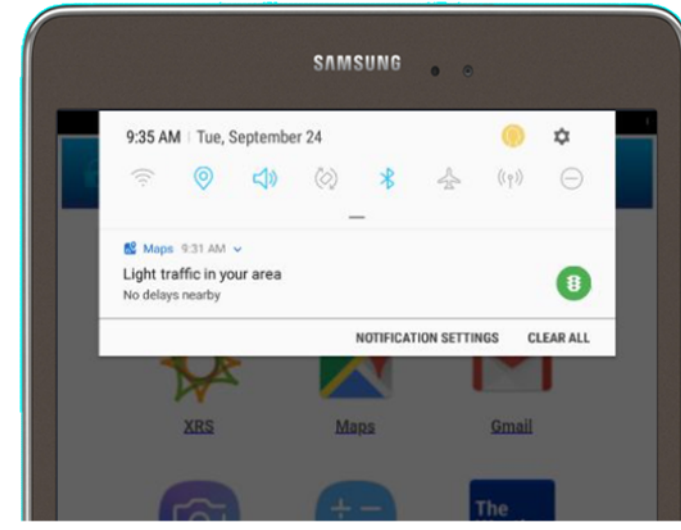 SAMSUNG
9:35 AM | Tue, September 24
Maps 9:31 AM
Light traffic in your area
No delays nearby
NOTIFICATION SETTINGS CLEAR ALL
XRS Maps Gmail
The